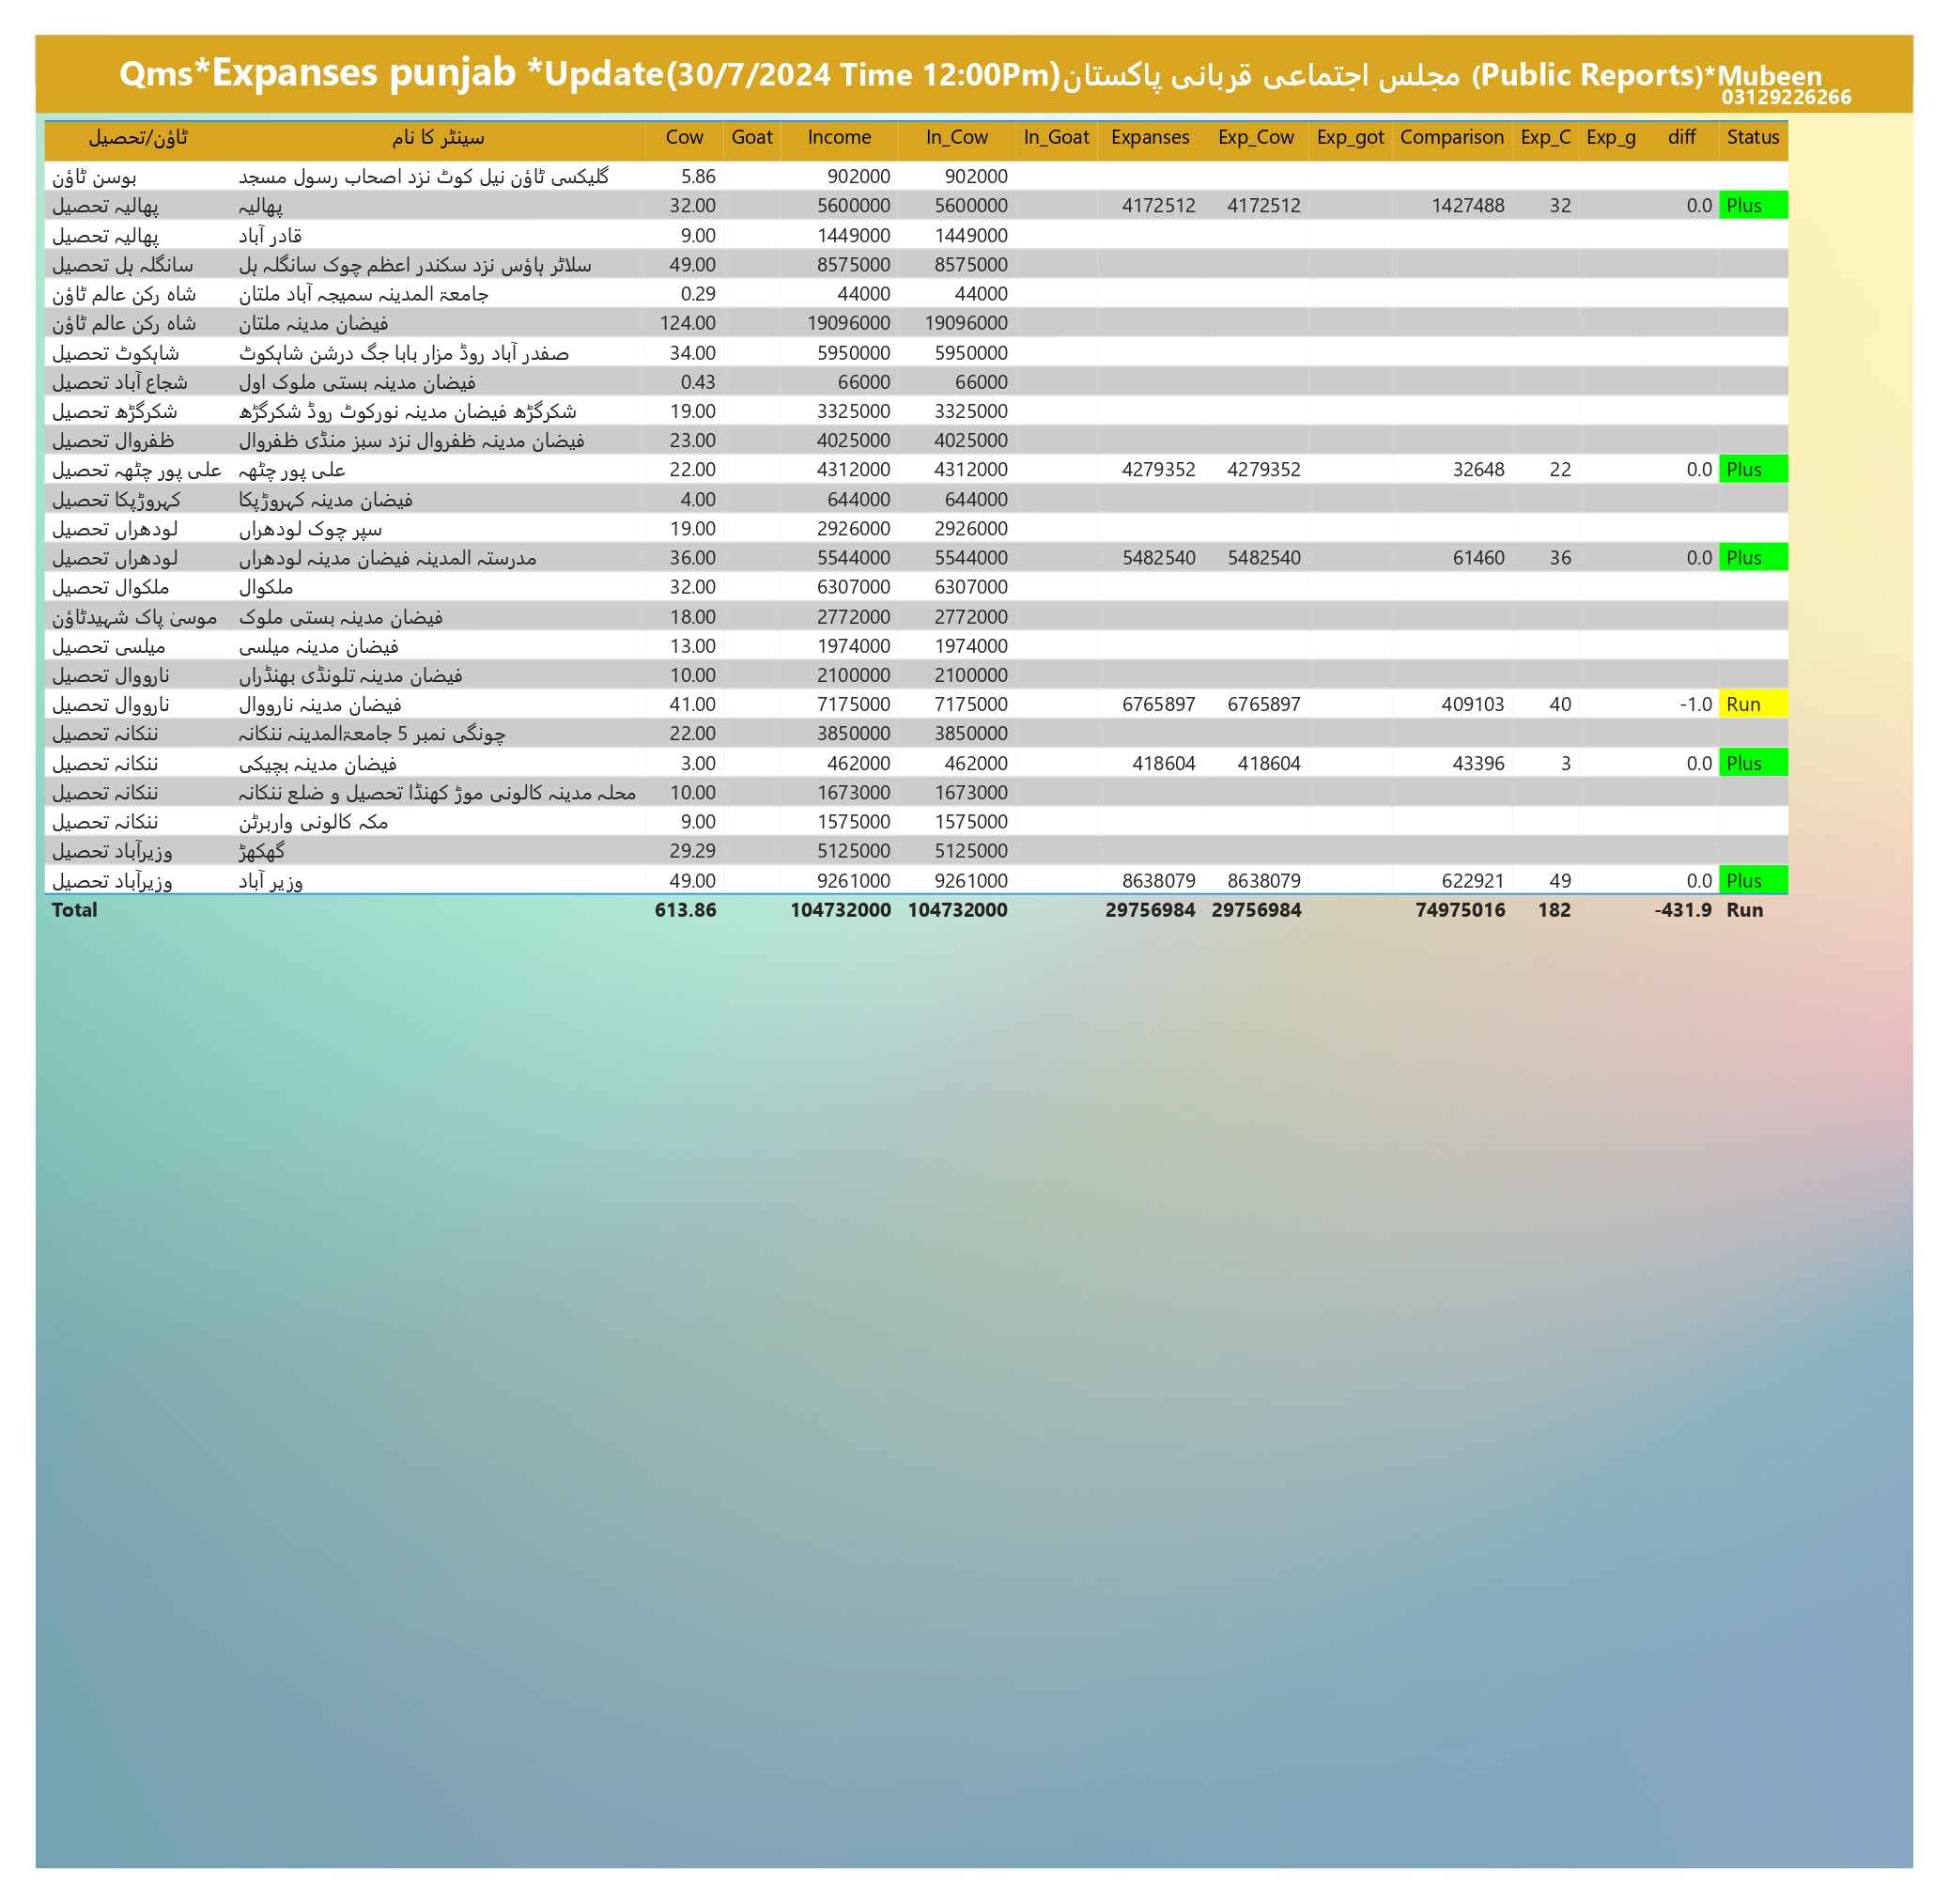 Qms*Expanses punjab *Update(30/7/2024 Time 12:00Pm)مجلس اجتماعی قربانی پاکستان (Public Reports)*Mubeen
03129226266
ٹاؤن/تحصیل سینٹر کا نام Cow Goat Income In_Cow In_Goat Expanses Exp_Cow Exp_got Comparison Exp_C Exp_g diff Status
بوسن ٹاؤن گلیکسی ٹاؤن نیل کوٹ نزد اصحاب رسول مسجد 5.86 902000 902000
پھالیہ تحصیل پھالیہ 32.00 5600000 5600000 4172512 4172512 1427488 32 0.0 Plus
پھالیہ تحصیل قادر آباد 9.00 1449000 1449000
سانگلہ ہل تحصیل سلاٹر ہاؤس نزد سکندر اعظم چوک سانگلہ ہل 49.00 8575000 8575000
شاہ رکن عالم ٹاؤن جامعۃ المدینہ سمیجہ آباد ملتان 0.29 44000 44000
شاہ رکن عالم ٹاؤن فیضان مدینہ ملتان 124.00 19096000 19096000
شاہکوٹ تحصیل صفدر آباد روڈ مزار بابا جگ درشن شاہکوٹ 34.00 5950000 5950000
شجاع آباد تحصیل فیضان مدینہ بستی ملوک اول 0.43 66000 66000
شکرگڑھ تحصیل شکرگڑھ فیضان مدینہ نورکوٹ روڈ شکرگڑھ 19.00 3325000 3325000
ظفروال تحصیل فیضان مدینہ ظفروال نزد سبز منڈی ظفروال 23.00 4025000 4025000
علی پور چٹھہ تحصیل علی پور چٹھہ 22.00 4312000 4312000 4279352 4279352 32648 22 0.0 Plus
کہروڑپکا تحصیل فیضان مدینہ کہروڑپکا 4.00 644000 644000
لودھراں تحصیل سپر چوک لودھراں 19.00 2926000 2926000
لودھراں تحصیل مدرستہ المدینہ فیضان مدینہ لودھراں 36.00 5544000 5544000 5482540 5482540 61460 36 0.0 Plus
ملکوال تحصیل ملکوال 32.00 6307000 6307000
موسیٰ پاک شہیدٹاؤن فیضان مدینہ بستی ملوک 18.00 2772000 2772000
میلسی تحصیل فیضان مدینہ میلسی 13.00 1974000 1974000
نارووال تحصیل فیضان مدینہ تلونڈی بھنڈراں 10.00 2100000 2100000
نارووال تحصیل فیضان مدینہ نارووال 41.00 7175000 7175000 6765897 6765897 409103 40 -1.0 Run
ننکانہ تحصیل چونگی نمبر 5 جامعۃالمدینہ ننکانہ 22.00 3850000 3850000
ننکانہ تحصیل فیضان مدینہ بچیکی 3.00 462000 462000 418604 418604 43396 3 0.0 Plus
ننکانہ تحصیل محلہ مدینہ کالونی موڑ کھنڈا تحصیل و ضلع ننکانہ 10.00 1673000 1673000
ننکانہ تحصیل مکہ کالونی واربرٹن 9.00 1575000 1575000
وزیرآباد تحصیل گھکھڑ 29.29 5125000 5125000
وزیرآباد تحصیل وزیر آباد 49.00 9261000 9261000 8638079 8638079 622921 49 0.0 Plus
Total 613.86 104732000 104732000 29756984 29756984 74975016 182 -431.9 Run